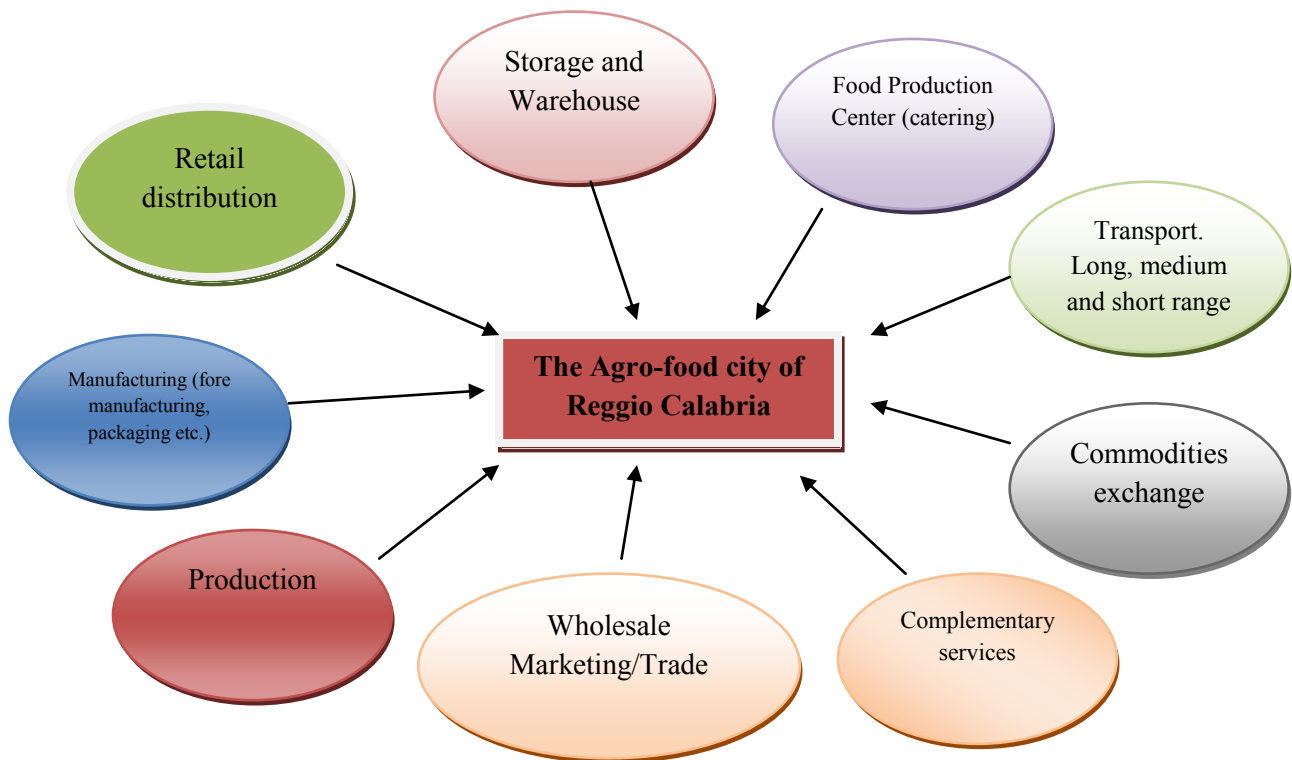 Storage and
Warehouse
Food Production
Center (catering)
Retail
distribution
Transport.
Long, medium
and short range
The Agro-food city of
Reggio Calabria
Manufacturing (fore
manufacturing,
packaging etc.)
Commodities
exchange
Production
Wholesale
Marketing/Trade
Complementary
services